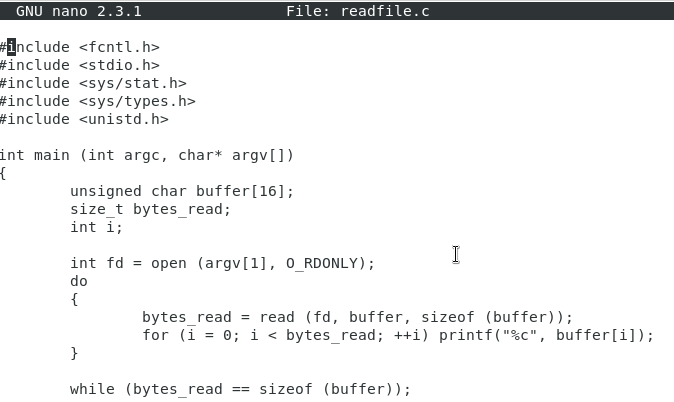 GNU nano 2.3.1 File: readfile.c
#include <fcntl.h>
#include <stdio.h>
#include <sys/stat.h>
#include <sys/types.h>
#include <unistd.h>
int main (int argc, char* argv[])
{
unsigned char buffer[16];
size_t bytes_read;
int i;
int fd = open (argv[1], O_RDONLY);
do
{
bytes_read = read (fd, buffer, sizeof (buffer));
for (i = 0; i < bytes_read; ++i) printf("%c", buffer[i]);
}
while (bytes_read == sizeof (buffer));